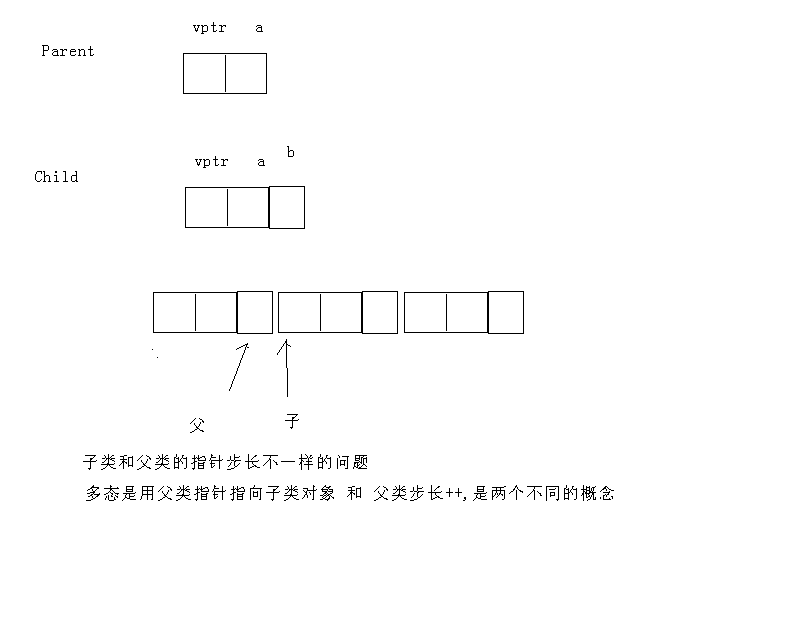 vptr a
Parent
b
vptr a
Child
父 子
子类和父类的指针步长不一样的问题
多态是用父类指针指向子类对象 和 父类步长++,是两个不同的概念